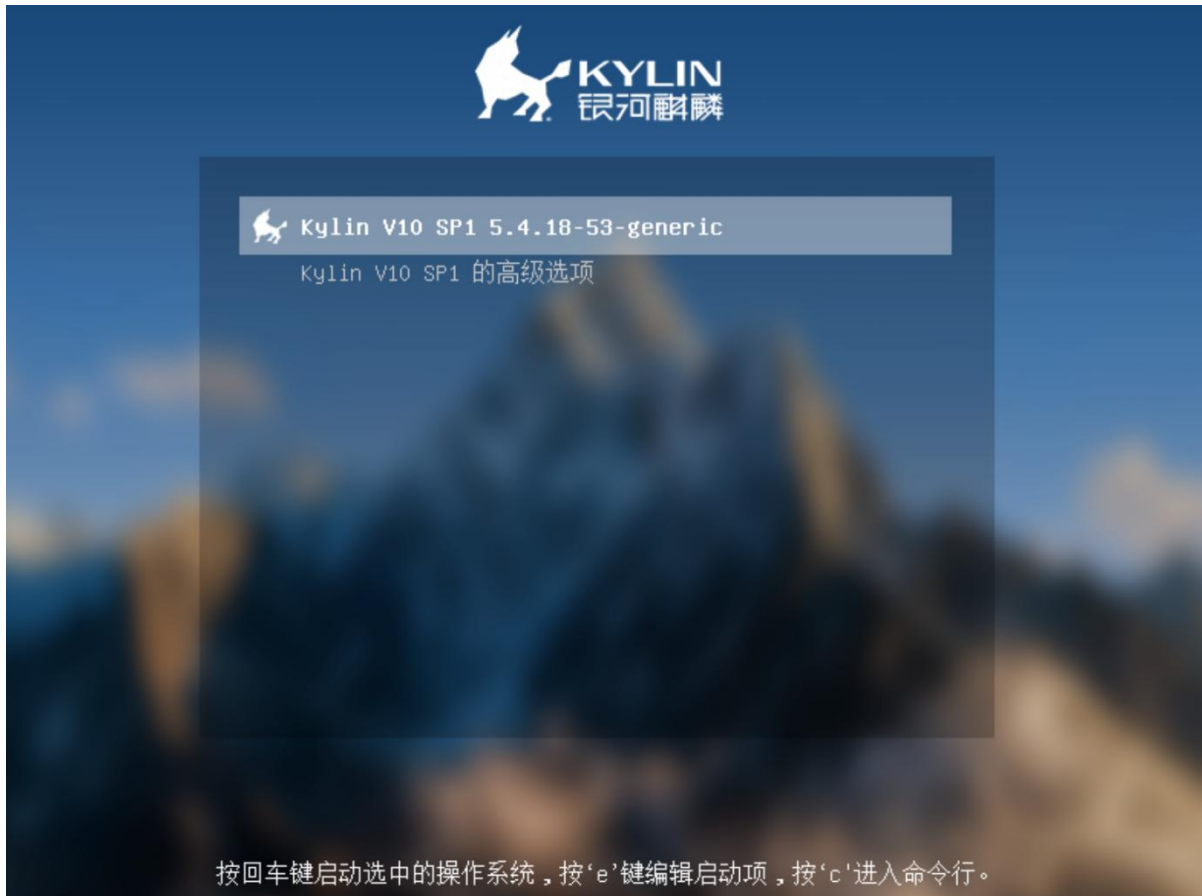 KYLIN
银河麒麟
Kylin V10 SP1 5.4.18-53-generic
Kylin V10 SP1 的高级选项
按回车键启动选中的操作系统,按‘e’键编辑启动项,按‘c'进入命令行。